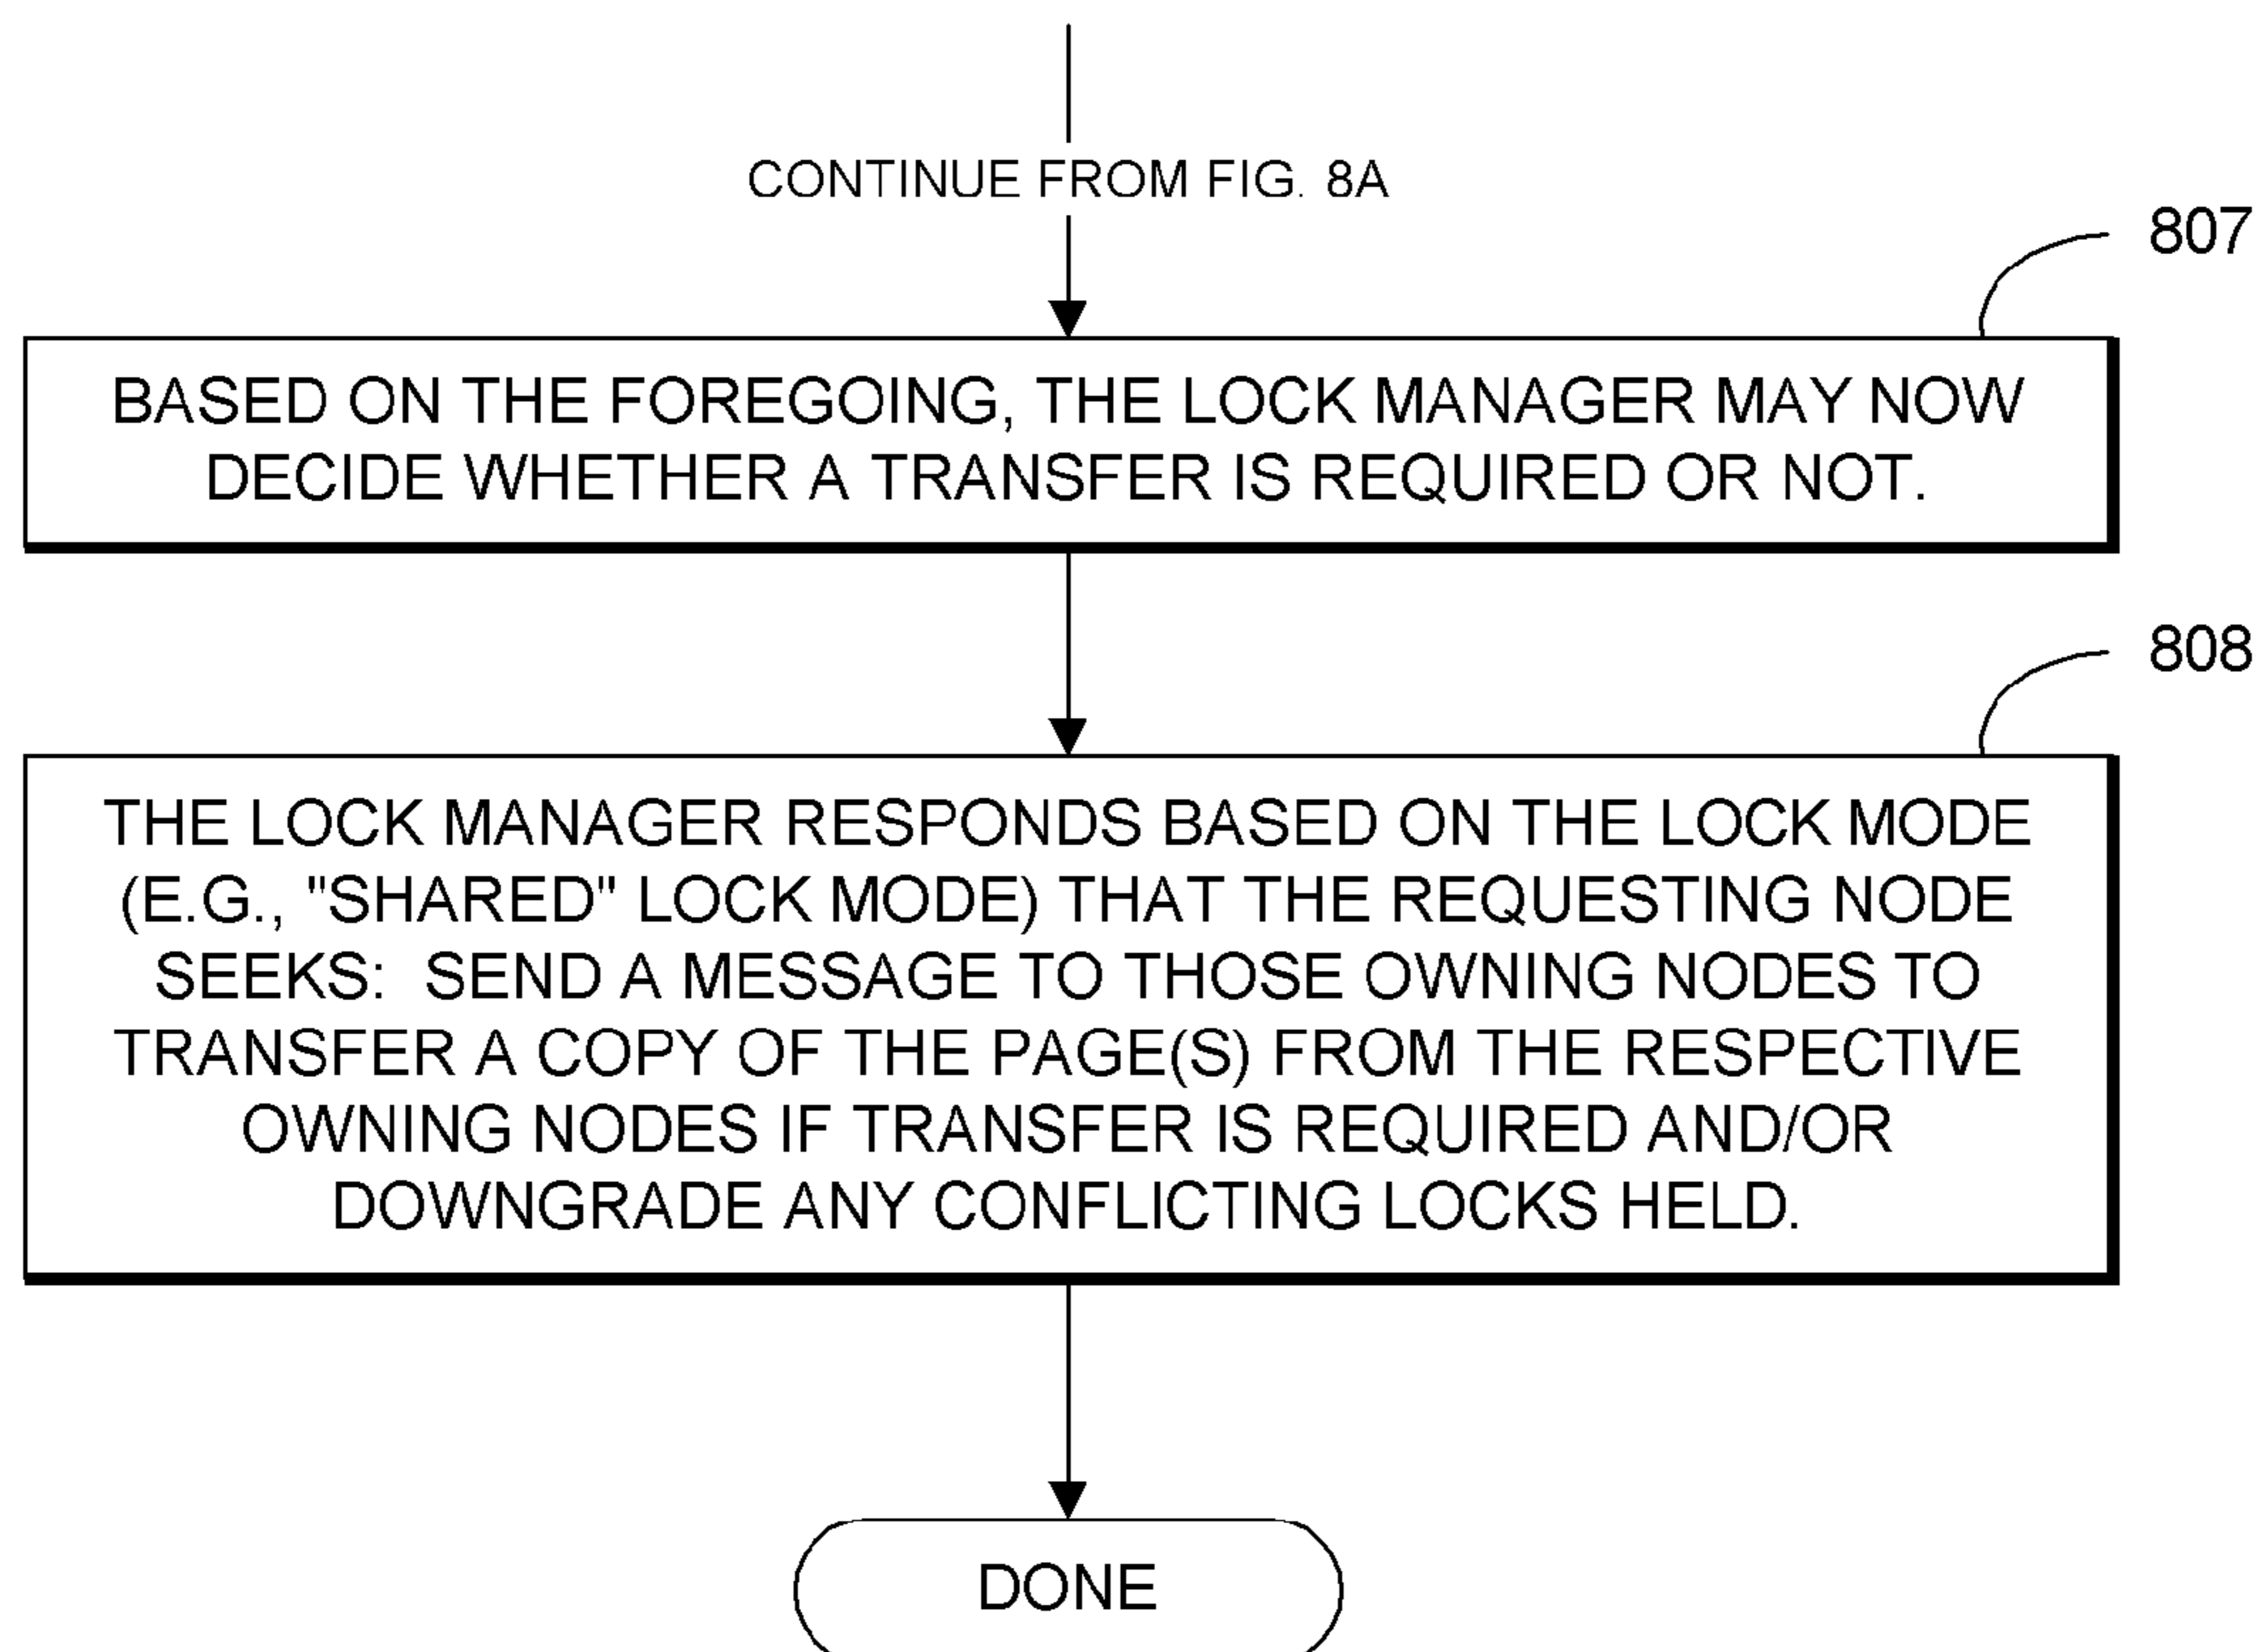 CONTINUE FROM FIG. 8A
807
BASED ON THE FOREGOING, THE LOCK MANAGER MAY NOW
DECIDE WHETHER A TRANSFER IS REQUIRED OR NOT.
808
THE LOCK MANAGER RESPONDS BASED ON THE LOCK MODE
(E.G., "SHARED" LOCK MODE) THAT THE REQUESTING NODE
SEEKS: SEND A MESSAGE TO THOSE OWNING NODES TO
TRANSFER A COPY OF THE PAGE(S) FROM THE RESPECTIVE
OWNING NODES IF TRANSFER IS REQUIRED AND/OR
DOWNGRADE ANY CONFLICTING LOCKS HELD.
DONE